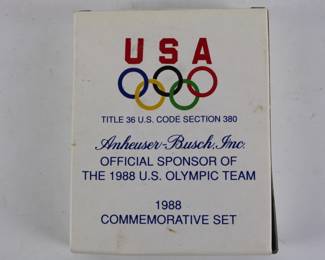 USA
TITLE 36 U.S. CODE SECTION 380
Anheuser-Busch, Inc.
OFFICIAL SPONSOR OF
THE 1988 U.S. OLYMPIC TEAM
1988
COMMEMORATIVE SET